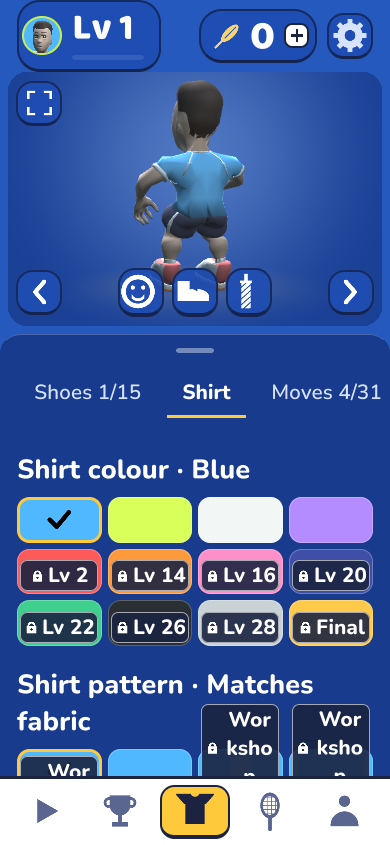 Lv 1
0
Shoes 1/15
Shirt
Moves 4/31
Shirt colour · Blue
Lv 2
Lv 14
Lv 16
Lv 20
Lv 22
Lv 26
Lv 28
Final
Shirt pattern · Matches
fabric
Wor
Wor
ksho
p
Wor
ksho
p